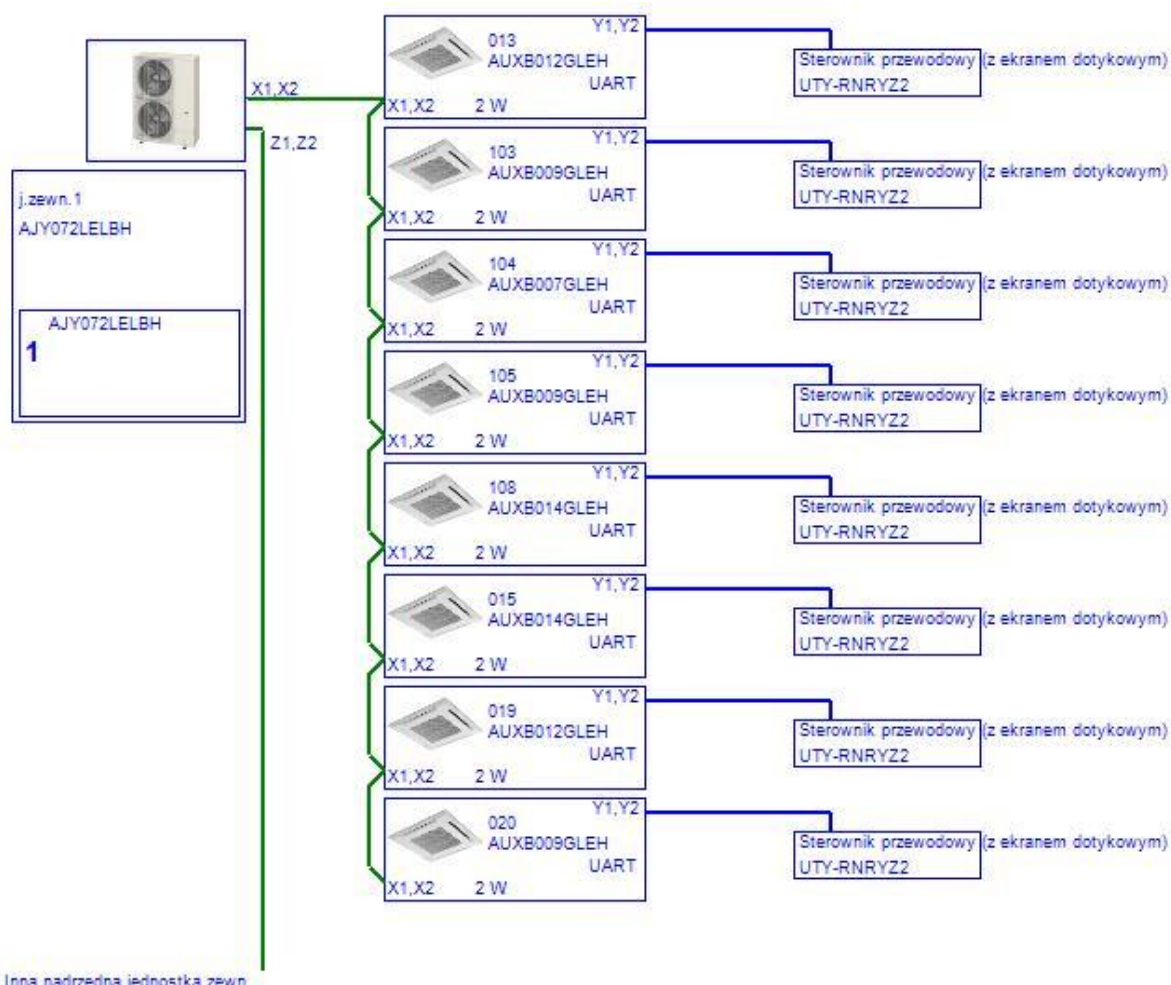 X1,X2
Z1,Z2
j.zewn.1
AJY072LELBH
AJY072LELBH
1
Y1,Y2
013
AUXB012GLEH
UART
X1,X2 2 W
Sterownik przewodowy (z ekranem dotykowym)
UTY-RNRYZ2
Y1,Y2
103
AUXB009GLEH
UART
X1,X2 2 W
Sterownik przewodowy (z ekranem dotykowym)
UTY-RNRYZ2
Y1,Y2
104
AUXB007GLEH
UART
X1,X2 2 W
Sterownik przewodowy (z ekranem dotykowym)
UTY-RNRYZ2
Y1,Y2
105
AUXB009GLEH
UART
X1,X2 2 W
Sterownik przewodowy (z ekranem dotykowym)
UTY-RNRYZ2
Y1,Y2
108
AUXB014GLEH
UART
X1,X2 2 W
Sterownik przewodowy (z ekranem dotykowym)
UTY-RNRYZ2
Y1,Y2
015
AUXB014GLEH
UART
X1,X2 2 W
Sterownik przewodowy (z ekranem dotykowym)
UTY-RNRYZ2
Y1,Y2
019
AUXB012GLEH
UART
X1,X2 2 W
Sterownik przewodowy (z ekranem dotykowym)
UTY-RNRYZ2
Y1,Y2
020
AUXB009GLEH
UART
X1,X2 2 W
Sterownik przewodowy (z ekranem dotykowym)
UTY-RNRYZ2
Inna nadrzędna jednostka zewn